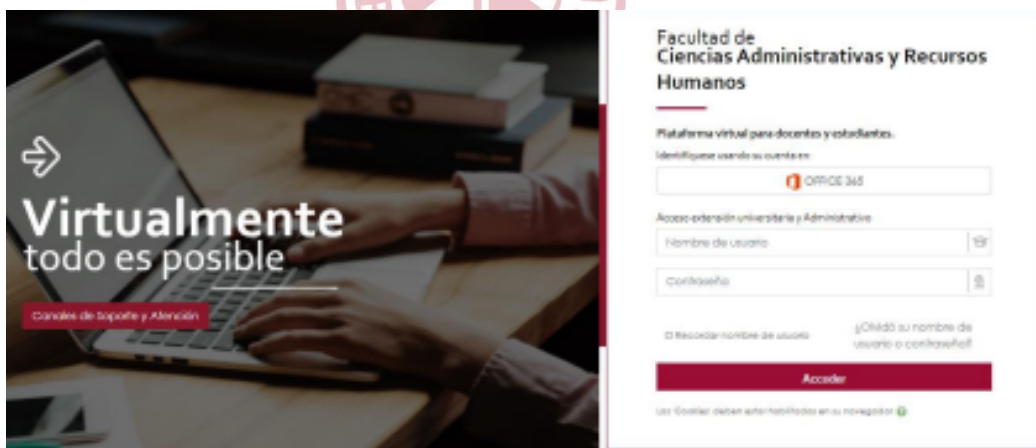 Virtualmente
todo es posible
Canales de Soporte y Atención
Facultad de
Ciencias Administrativas y Recursos
Humanos
Plataforma virtual para docentes y estudiantes.
Identifíquese usando su cuenta en:
OFFICE 365
Acceso extensión universitaria y Administrativo
Nombre de usuario
Contraseña
Recordar nombre de usuario
¿Olvidó su nombre de
usuario o contraseña?
Acceder
Las 'Cookies' deben estar habilitadas en su navegador